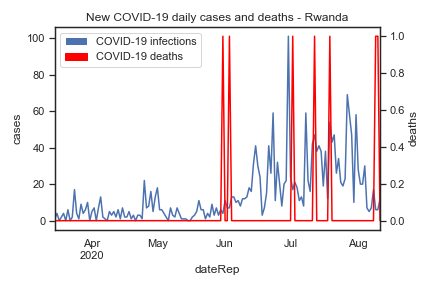 New COVID-19 daily cases and deaths - Rwanda
COVID-19 infections
COVID-19 deaths
100
80
60
40
20
0
cases
1.0
0.8
0.6
0.4
0.2
0.0
deaths
Apr
2020
May
Jun
Jul
Aug
dateRep